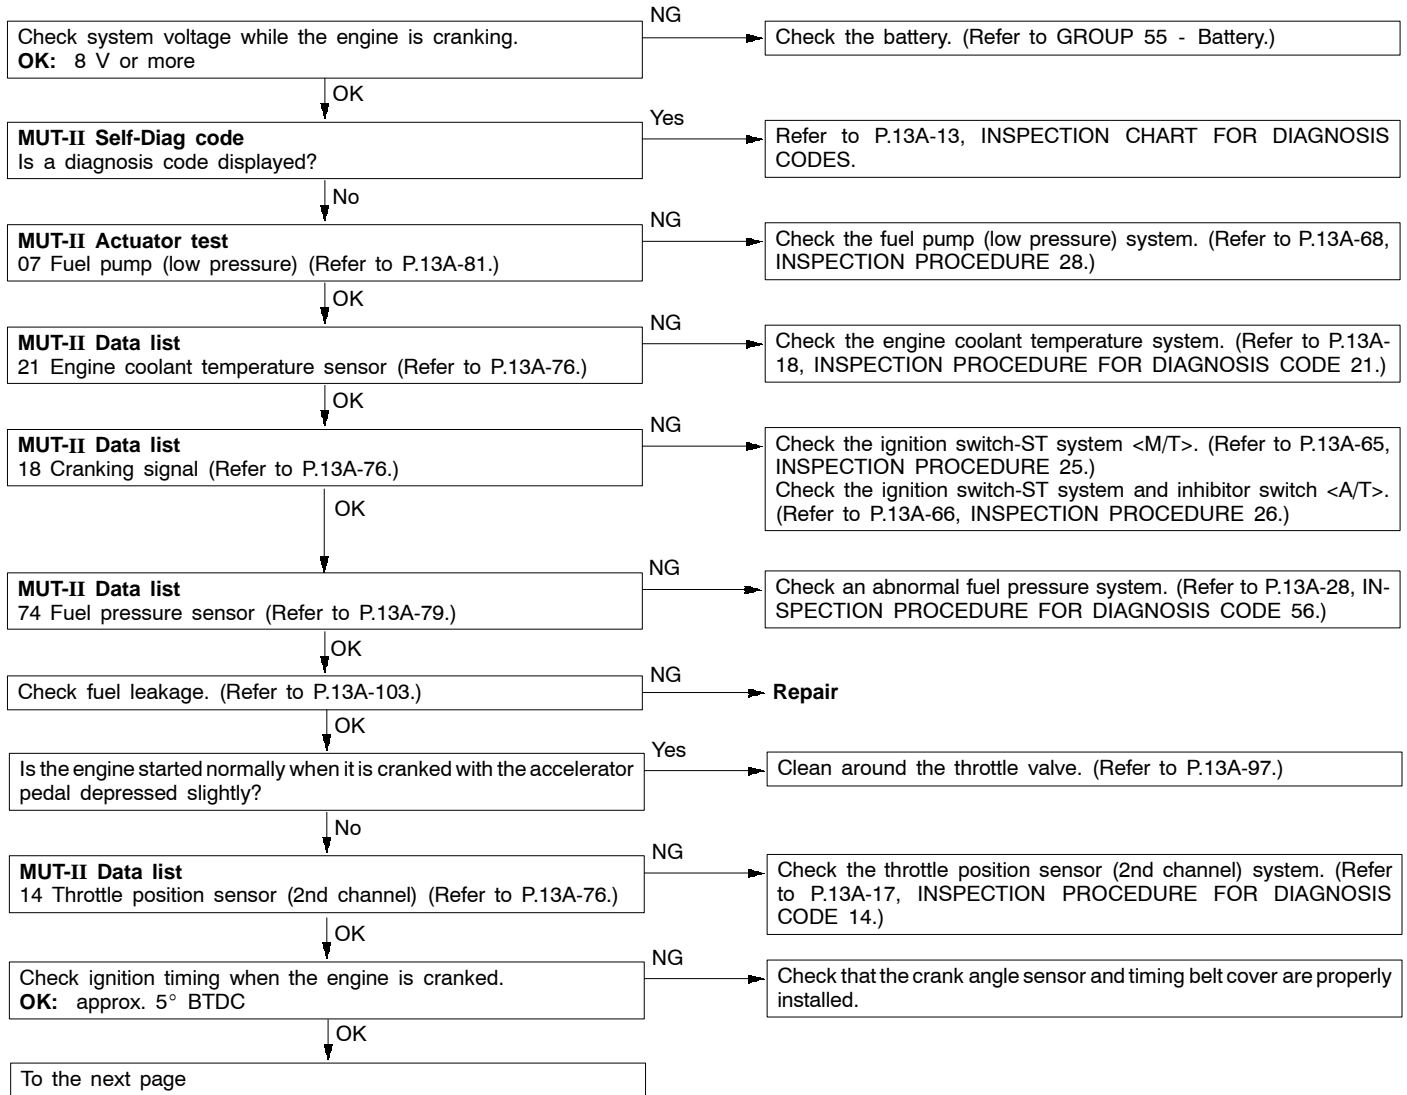 Check system voltage while the engine is cranking.
OK: 8 V or more
NG
Check the battery. (Refer to GROUP 55 - Battery.)
OK
MUT-II Self-Diag code
Is a diagnosis code displayed?
Yes
Refer to P.13A-13, INSPECTION CHART FOR DIAGNOSIS
CODES.
No
MUT-II Actuator test
07 Fuel pump (low pressure) (Refer to P.13A-81.)
NG
Check the fuel pump (low pressure) system. (Refer to P.13A-68,
INSPECTION PROCEDURE 28.)
OK
MUT-II Data list
21 Engine coolant temperature sensor (Refer to P.13A-76.)
NG
Check the engine coolant temperature system. (Refer to P.13A-
18, INSPECTION PROCEDURE FOR DIAGNOSIS CODE 21.)
OK
MUT-II Data list
18 Cranking signal (Refer to P.13A-76.)
NG
Check the ignition switch-ST system <M/T>. (Refer to P.13A-65,
INSPECTION PROCEDURE 25.)
Check the ignition switch-ST system and inhibitor switch <A/T>.
(Refer to P.13A-66, INSPECTION PROCEDURE 26.)
OK
MUT-II Data list
74 Fuel pressure sensor (Refer to P.13A-79.)
NG
Check an abnormal fuel pressure system. (Refer to P.13A-28, IN-
SPECTION PROCEDURE FOR DIAGNOSIS CODE 56.)
OK
Check fuel leakage. (Refer to P.13A-103.)
NG
Repair
OK
Is the engine started normally when it is cranked with the accelerator
pedal depressed slightly?
Yes
Clean around the throttle valve. (Refer to P.13A-97.)
No
MUT-II Data list
14 Throttle position sensor (2nd channel) (Refer to P.13A-76.)
NG
Check the throttle position sensor (2nd channel) system. (Refer
to P.13A-17, INSPECTION PROCEDURE FOR DIAGNOSIS
CODE 14.)
OK
Check ignition timing when the engine is cranked.
OK: approx. 5° BTDC
NG
Check that the crank angle sensor and timing belt cover are properly
installed.
OK
To the next page